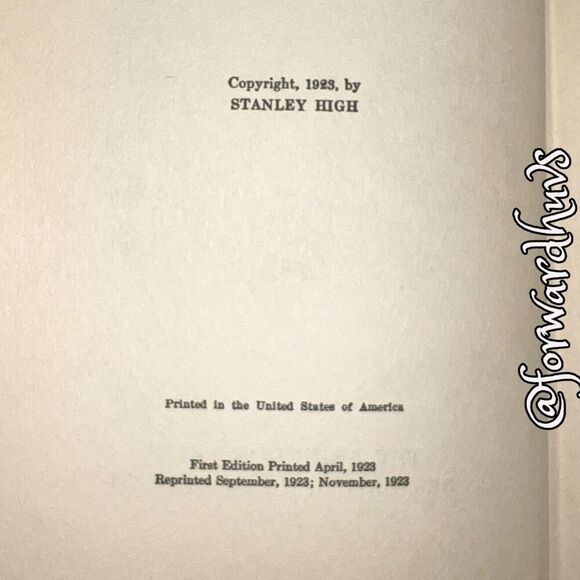 Copyright, 1923, by
STANLEY HIGH
Printed in the United States of America
First Edition Printed April, 1923
Reprinted September, 1923; November, 1923
@forwardhuvs